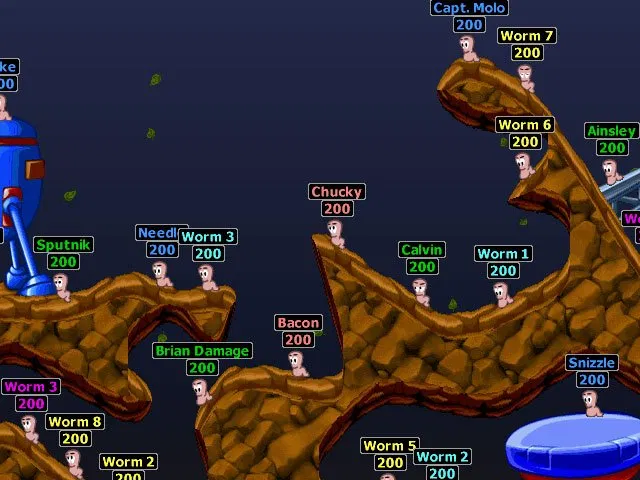 Capt. Molo
200
Worm 7
200
ke
00
Worm 6
200
Ainsley
200
Chucky
200
Needl
200
Worm 3
200
Sputnik
200
Calvin
200
Worm 1
200
Bacon
200
Brian Damage
200
Snizzle
200
Worm 3
200
Worm 8
200
Worm 5
200
Worm 2
200
Worm 2
200